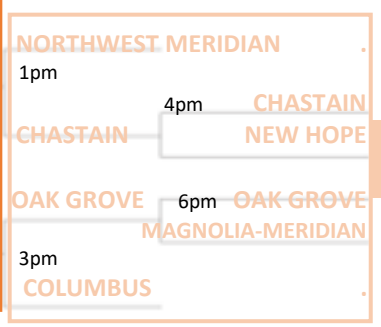 NORTHWEST MERIDIAN .
1pm
4pm CHASTAIN
CHASTAIN NEW HOPE
OAK GROVE 6pm OAK GROVE
MAGNOLIA-MERIDIAN
3pm
COLUMBUS .